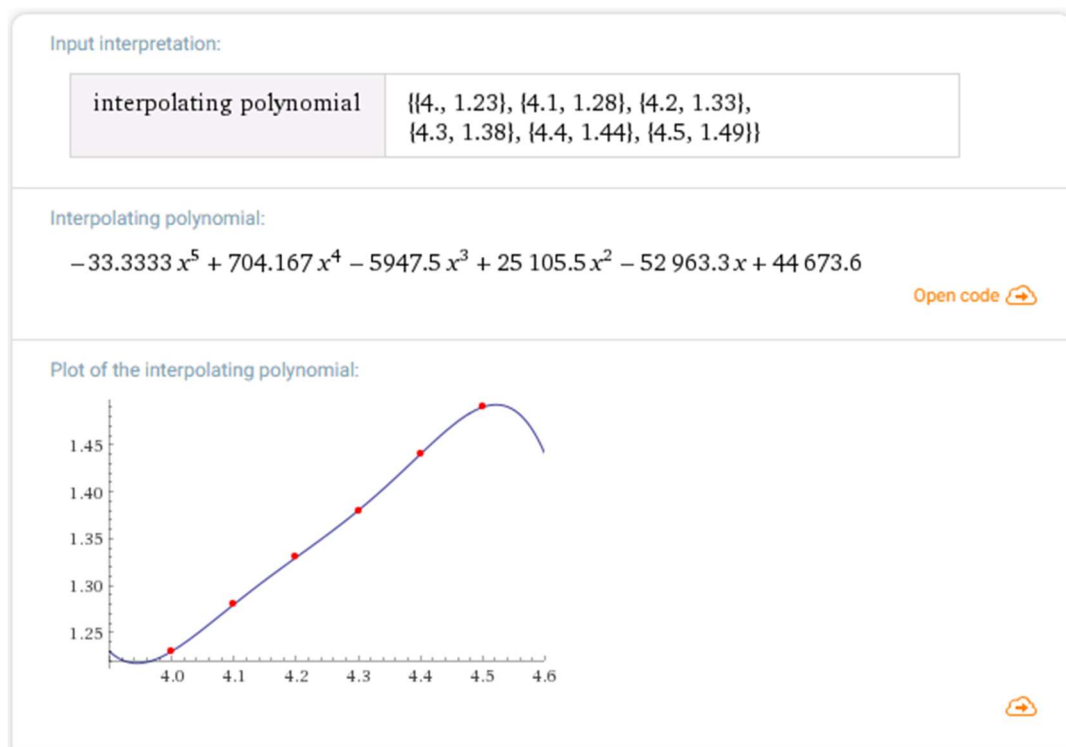 Input interpretation:
interpolating polynomial
{{4., 1.23}, {4.1, 1.28}, {4.2, 1.33},
{4.3, 1.38}, {4.4, 1.44}, {4.5, 1.49}}
Interpolating polynomial:
−33.3333 x⁵ + 704.167 x⁴ − 5947.5 x³ + 25 105.5 x² − 52 963.3 x + 44 673.6
Open code
Plot of the interpolating polynomial:
1.45
1.40
1.35
1.30
1.25
4.0 4.1 4.2 4.3 4.4 4.5 4.6